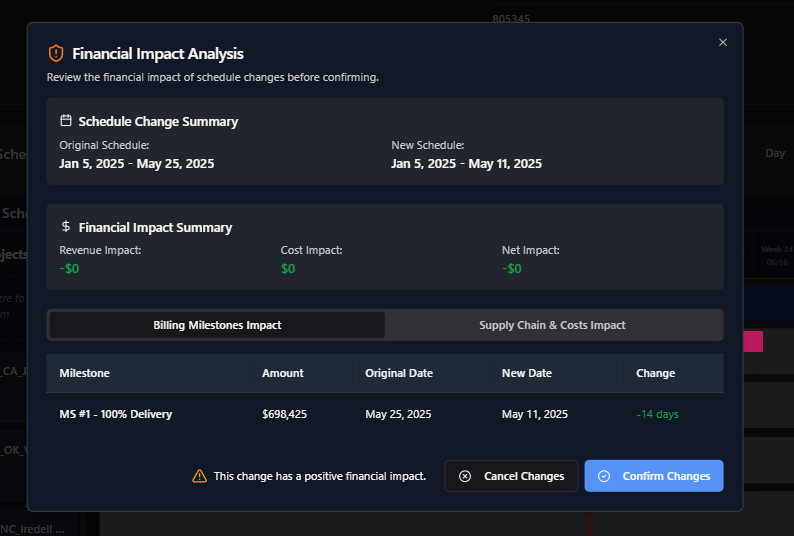 805345
Financial Impact Analysis
Review the financial impact of schedule changes before confirming.
Schedule Change Summary
Original Schedule: New Schedule:
Jan 5, 2025 - May 25, 2025 Jan 5, 2025 - May 11, 2025
Sche Day
$ Financial Impact Summary
Sche
Revenue Impact: Cost Impact: Net Impact:
ojects Week 24
-$0 $0 -$0
06/16
ere to
m
Billing Milestones Impact Supply Chain & Costs Impact
Milestone Amount Original Date New Date Change
_CA_J
MS #1 - 100% Delivery $698,425 May 25, 2025 May 11, 2025 -14 days
_OK_V
This change has a positive financial impact. Cancel Changes Confirm Changes
NC_Iredell ...